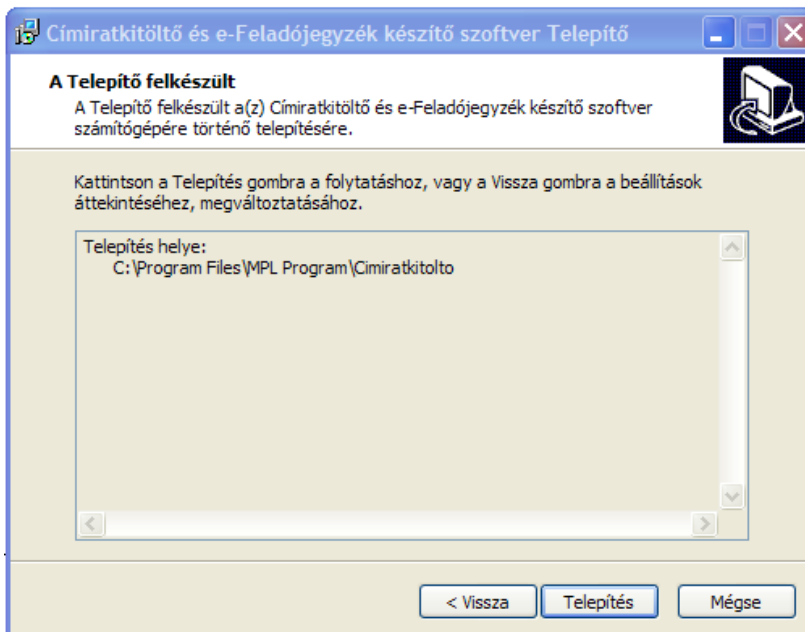 Címiratkitöltő és e-Feladójegyzék készítő szoftver Telepítő
A Telepítő felkészült
A Telepítő felkészült a(z) Címiratkitöltő és e-Feladójegyzék készítő szoftver
számítógépére történő telepítésére.
Kattintson a Telepítés gombra a folytatáshoz, vagy a Vissza gombra a beállítások
áttekintéséhez, megváltoztatásához.
Telepítés helye:
C:\Program Files\MPL Program\Cimiratkitolto
< Vissza
Telepítés
Mégse